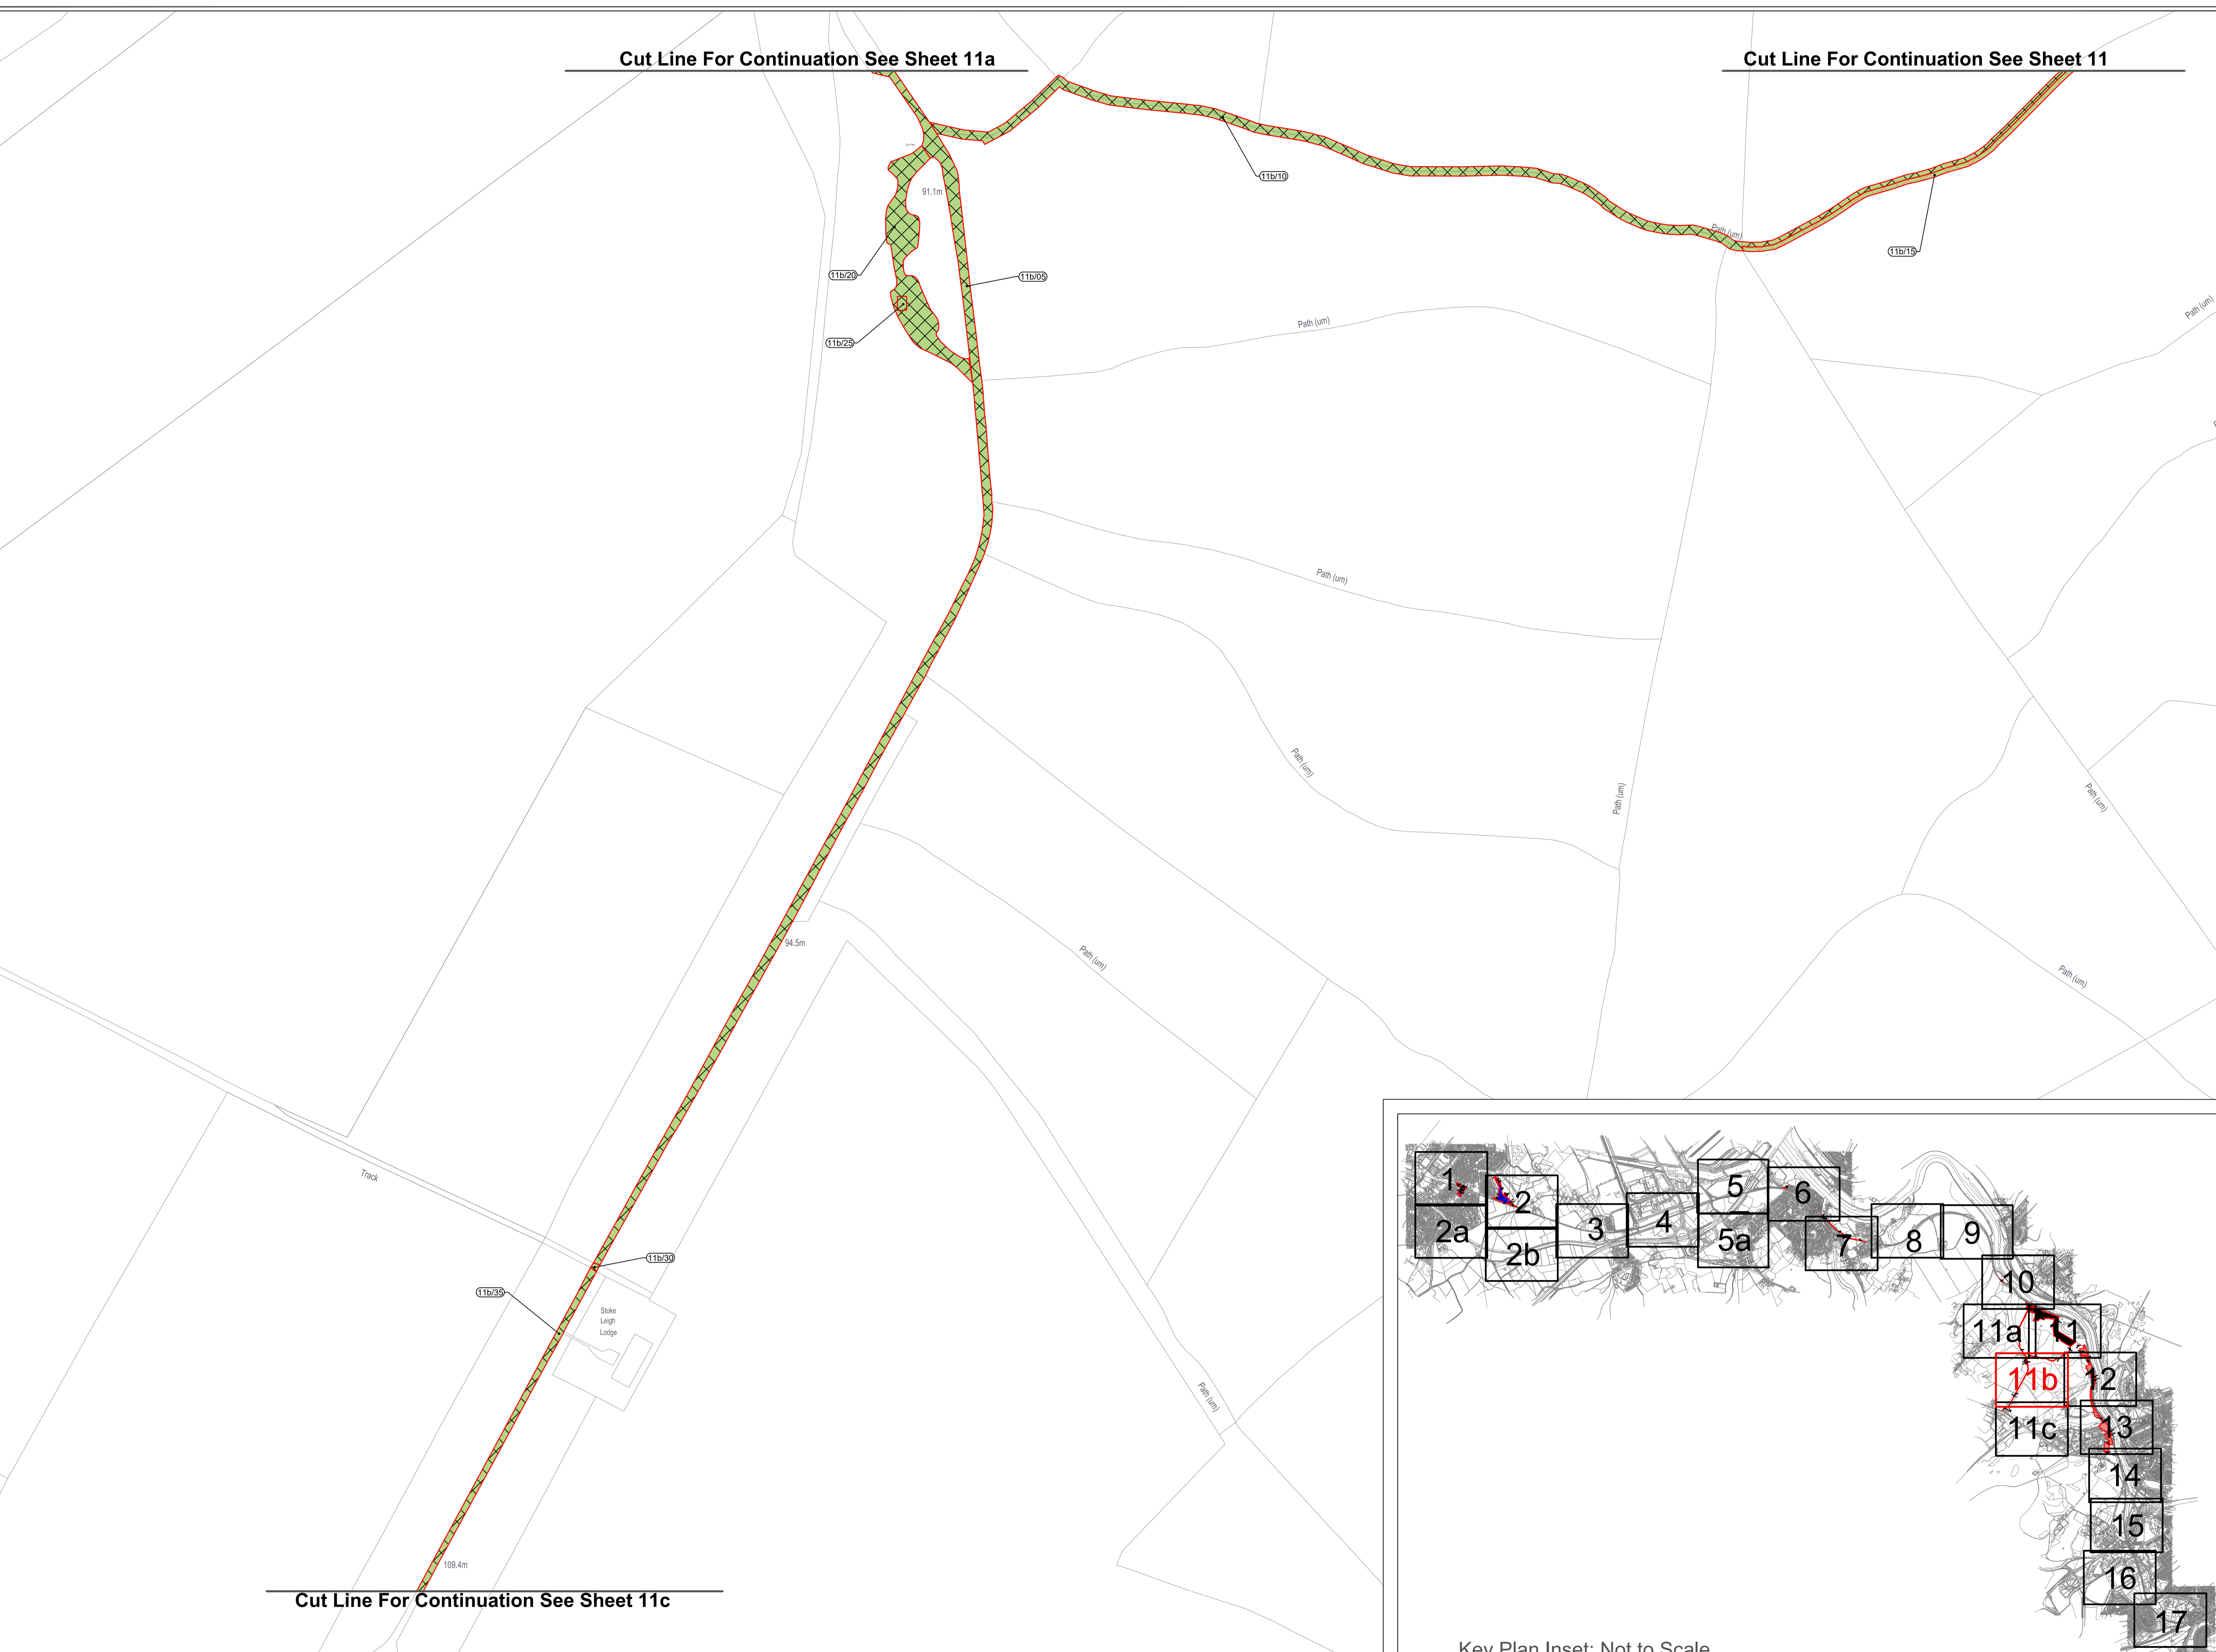 Cut Line For Continuation See Sheet 11a
Cut Line For Continuation See Sheet 11
91.1m
11b/10
Path (um)
11b/15
11b/20
11b/05
11b/25
Path (um)
Path (um)
Path (um)
Path (um)
Path (um)
Path (um)
94.5m
Path (um)
Path (um)
Track
11b/30
11b/35
Stoke
Leigh
Lodge
Path (um)
109.4m
Cut Line For Continuation See Sheet 11c
1
2
2a
2b
3
4
5
5a
6
7
8
9
10
11a
11
11b
12
11c
13
14
15
16
17
Key Plan Inset: Not to Scale